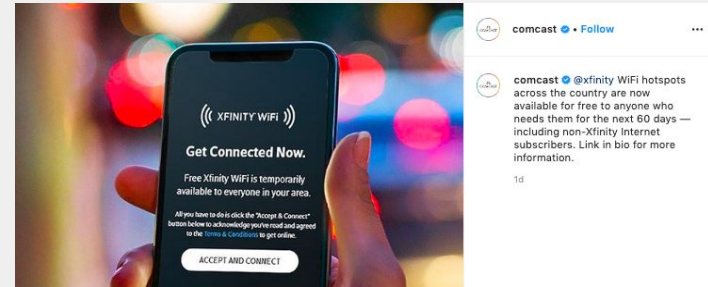 XFINITY WiFi
Get Connected Now.
Free Xfinity WiFi is temporarily
available to everyone in your area.
All you have to do is click the "Accept & Connect"
button below to acknowledge you've read and agreed
to the Terms & Conditions to get online.
ACCEPT AND CONNECT
comcast • Follow
comcast @xfinity WiFi hotspots
across the country are now
available for free to anyone who
needs them for the next 60 days —
including non-Xfinity Internet
subscribers. Link in bio for more
information.
1d